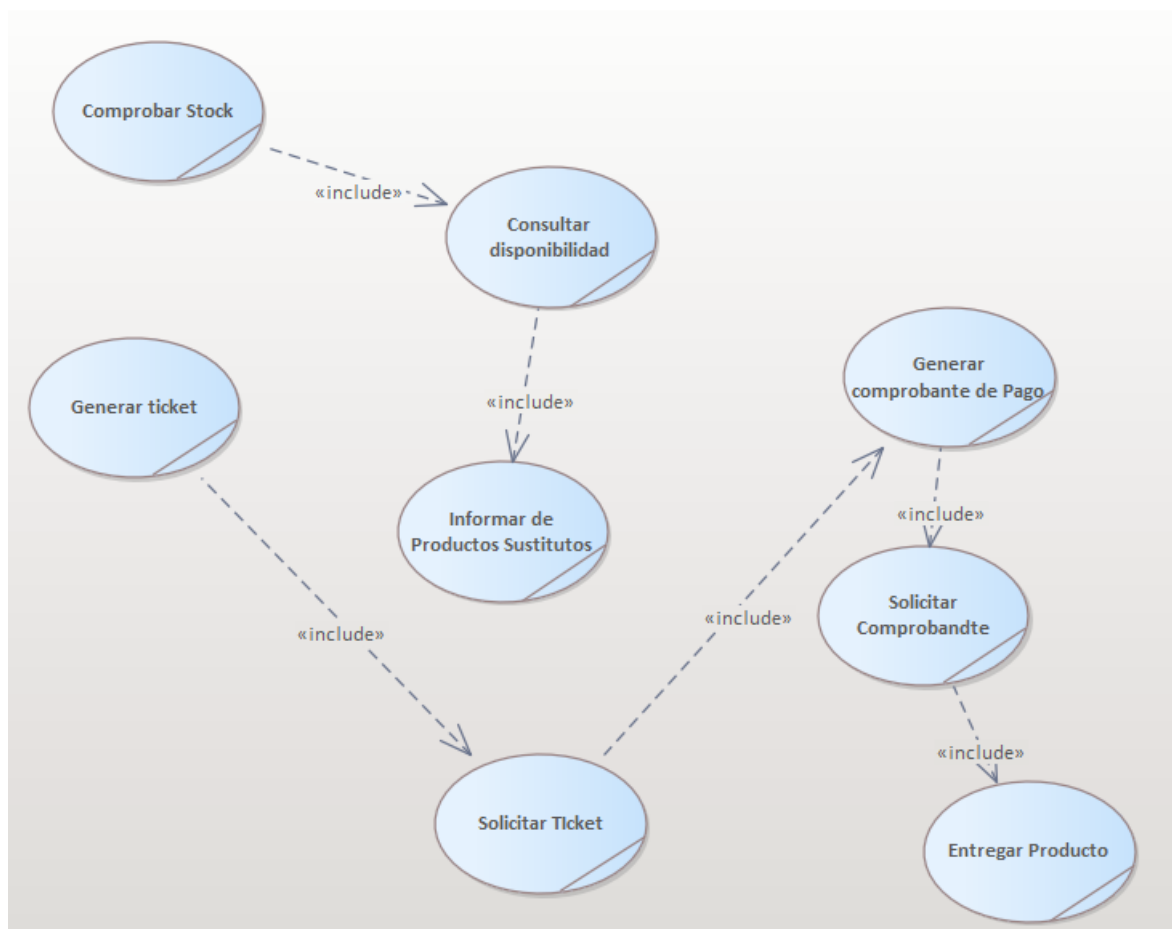 Comprobar Stock
«include»
Consultar
disponibilidad
Generar ticket
«include»
Informar de
Productos Sustitutos
Generar
comprobante de Pago
«include»
«include»
«include»
Solicitar
Comprobandte
Solicitar TIcket
«include»
Entregar Producto